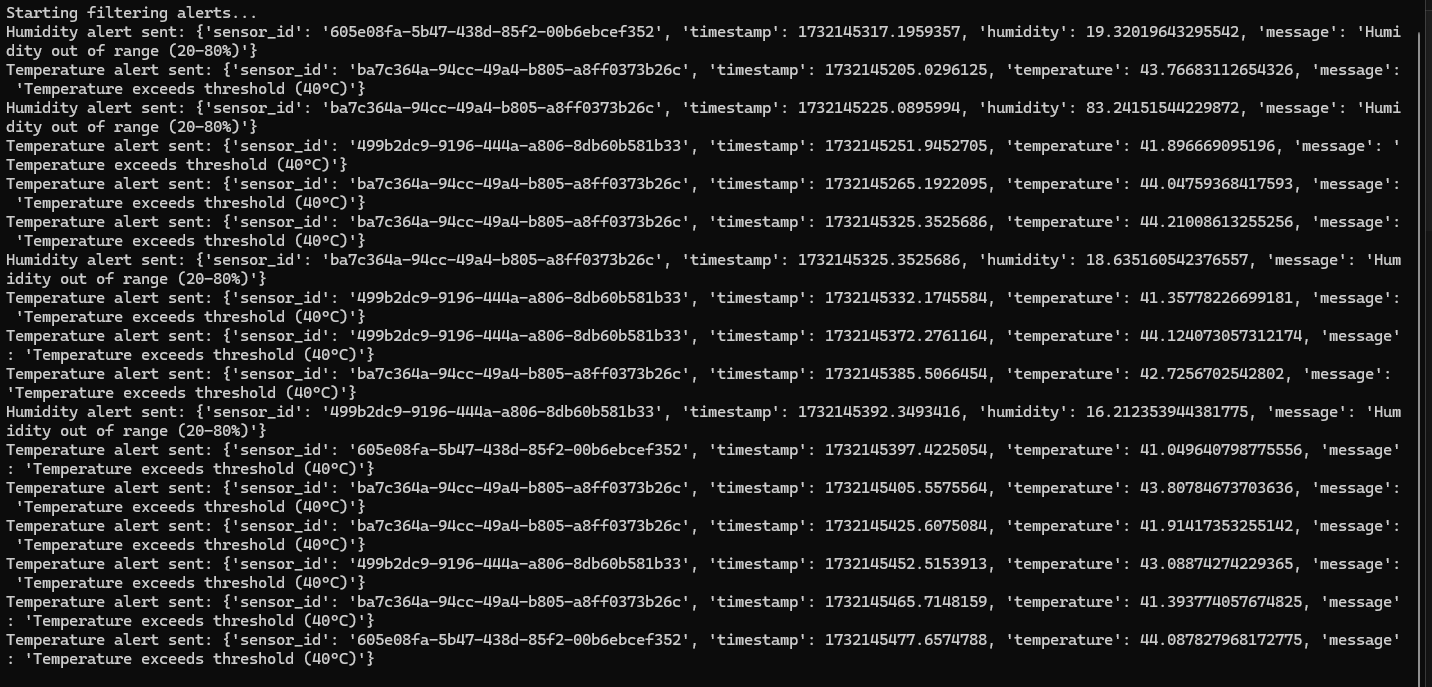 Starting filtering alerts...
Humidity alert sent: {'sensor_id': '605e08fa-5b47-438d-85f2-00b6ebcef352', 'timestamp': 1732145317.1959357, 'humidity': 19.32019643295542, 'message': 'Humi
dity out of range (20-80%)'}
Temperature alert sent: {'sensor_id': 'ba7c364a-94cc-49a4-b805-a8ff0373b26c', 'timestamp': 1732145205.0296125, 'temperature': 43.76683112654326, 'message':
 'Temperature exceeds threshold (40°C)'}
Humidity alert sent: {'sensor_id': 'ba7c364a-94cc-49a4-b805-a8ff0373b26c', 'timestamp': 1732145225.0895994, 'humidity': 83.24151544229872, 'message': 'Humi
dity out of range (20-80%)'}
Temperature alert sent: {'sensor_id': '499b2dc9-9196-444a-a806-8db60b581b33', 'timestamp': 1732145251.9452705, 'temperature': 41.896669095196, 'message': '
Temperature exceeds threshold (40°C)'}
Temperature alert sent: {'sensor_id': 'ba7c364a-94cc-49a4-b805-a8ff0373b26c', 'timestamp': 1732145265.1922095, 'temperature': 44.04759368417593, 'message':
 'Temperature exceeds threshold (40°C)'}
Temperature alert sent: {'sensor_id': 'ba7c364a-94cc-49a4-b805-a8ff0373b26c', 'timestamp': 1732145325.3525686, 'temperature': 44.21008613255256, 'message':
 'Temperature exceeds threshold (40°C)'}
Humidity alert sent: {'sensor_id': 'ba7c364a-94cc-49a4-b805-a8ff0373b26c', 'timestamp': 1732145325.3525686, 'humidity': 18.635160542376557, 'message': 'Hum
idity out of range (20-80%)'}
Temperature alert sent: {'sensor_id': '499b2dc9-9196-444a-a806-8db60b581b33', 'timestamp': 1732145332.1745584, 'temperature': 41.35778226699181, 'message':
 'Temperature exceeds threshold (40°C)'}
Temperature alert sent: {'sensor_id': '499b2dc9-9196-444a-a806-8db60b581b33', 'timestamp': 1732145372.2761164, 'temperature': 44.124073057312174, 'message'
: 'Temperature exceeds threshold (40°C)'}
Temperature alert sent: {'sensor_id': 'ba7c364a-94cc-49a4-b805-a8ff0373b26c', 'timestamp': 1732145385.5066454, 'temperature': 42.7256702542802, 'message':
'Temperature exceeds threshold (40°C)'}
Humidity alert sent: {'sensor_id': '499b2dc9-9196-444a-a806-8db60b581b33', 'timestamp': 1732145392.3493416, 'humidity': 16.212353944381775, 'message': 'Hum
idity out of range (20-80%)'}
Temperature alert sent: {'sensor_id': '605e08fa-5b47-438d-85f2-00b6ebcef352', 'timestamp': 1732145397.4225054, 'temperature': 41.049640798775556, 'message'
: 'Temperature exceeds threshold (40°C)'}
Temperature alert sent: {'sensor_id': 'ba7c364a-94cc-49a4-b805-a8ff0373b26c', 'timestamp': 1732145405.5575564, 'temperature': 43.80784673703636, 'message':
 'Temperature exceeds threshold (40°C)'}
Temperature alert sent: {'sensor_id': 'ba7c364a-94cc-49a4-b805-a8ff0373b26c', 'timestamp': 1732145425.6075084, 'temperature': 41.91417353255142, 'message':
 'Temperature exceeds threshold (40°C)'}
Temperature alert sent: {'sensor_id': '499b2dc9-9196-444a-a806-8db60b581b33', 'timestamp': 1732145452.5153913, 'temperature': 43.08874274229365, 'message':
 'Temperature exceeds threshold (40°C)'}
Temperature alert sent: {'sensor_id': 'ba7c364a-94cc-49a4-b805-a8ff0373b26c', 'timestamp': 1732145465.7148159, 'temperature': 41.393774057674825, 'message'
: 'Temperature exceeds threshold (40°C)'}
Temperature alert sent: {'sensor_id': '605e08fa-5b47-438d-85f2-00b6ebcef352', 'timestamp': 1732145477.6574788, 'temperature': 44.087827968172775, 'message'
: 'Temperature exceeds threshold (40°C)'}